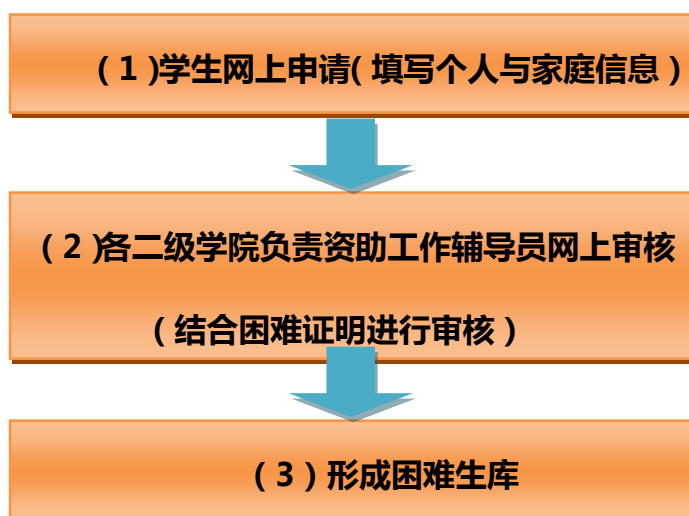 （1）学生网上申请（填写个人与家庭信息）
（2）各二级学院负责资助工作辅导员网上审核
（结合困难证明进行审核）
（3）形成困难生库